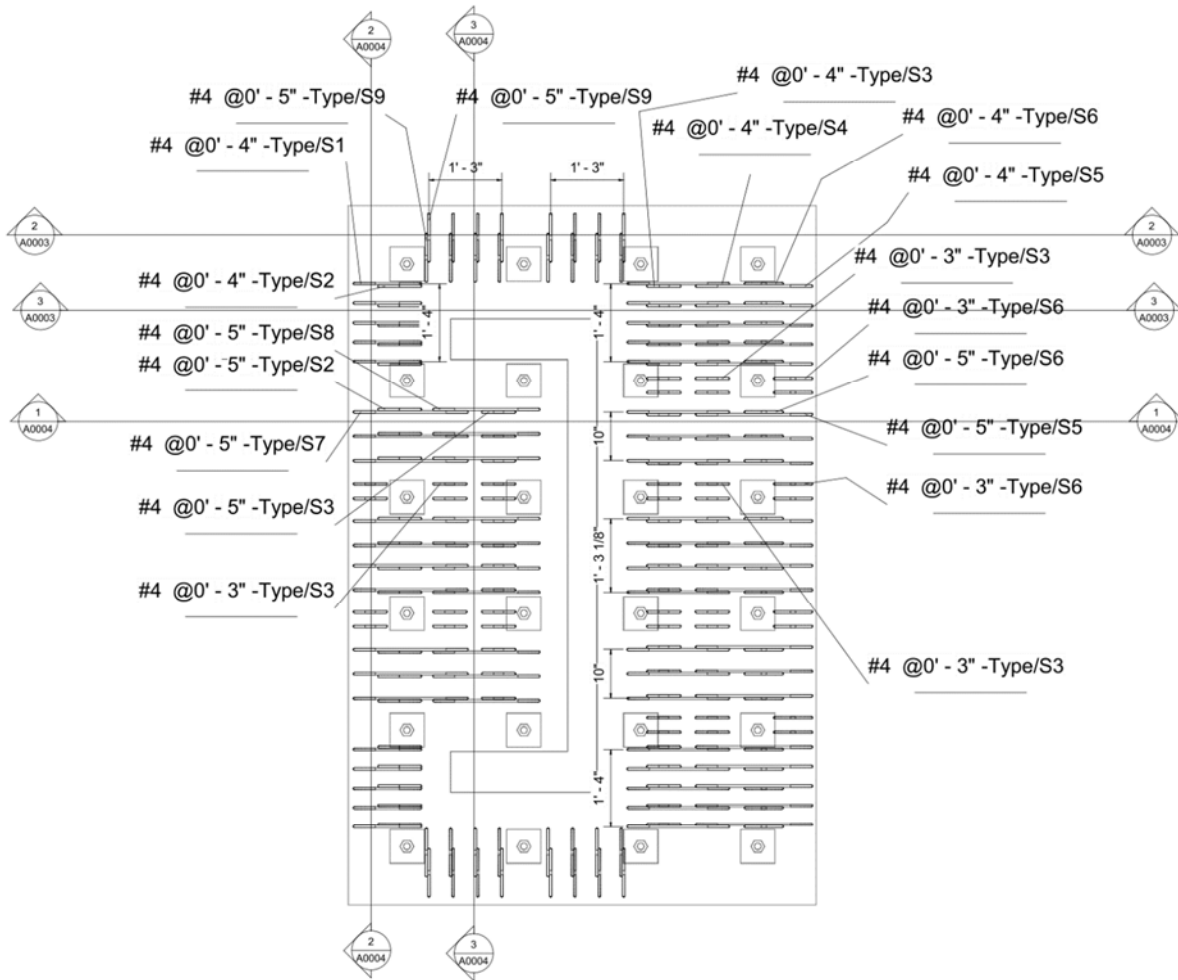 2
A0004
3
A0004
#4 @0' - 4" -Type/S3
#4 @0' - 5" -Type/S9
#4 @0' - 5" -Type/S9
#4 @0' - 4" -Type/S4
#4 @0' - 4" -Type/S6
#4 @0' - 4" -Type/S1
1' - 3"
1' - 3"
#4 @0' - 4" -Type/S5
2
A0003
2
A0003
#4 @0' - 3" -Type/S3
#4 @0' - 4" -Type/S2
3
A0003
1' - 4"
1' - 4"
#4 @0' - 3" -Type/S6
3
A0003
#4 @0' - 5" -Type/S8
#4 @0' - 5" -Type/S2
#4 @0' - 5" -Type/S6
1
A0004
10"
#4 @0' - 5" -Type/S5
1
A0004
#4 @0' - 5" -Type/S7
#4 @0' - 3" -Type/S6
#4 @0' - 5" -Type/S3
1' - 3 1/8"
#4 @0' - 3" -Type/S3
10"
#4 @0' - 3" -Type/S3
1' - 4"
2
A0004
3
A0004